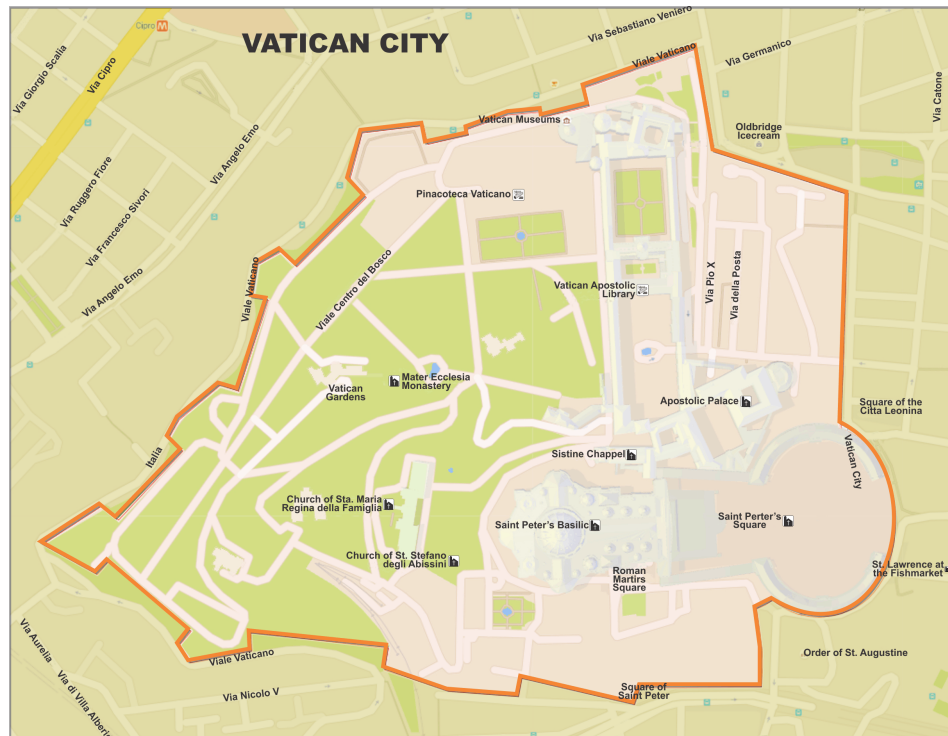 VATICAN CITY
Cipro M
Via Sebastiano Veniero
Via Giorgio Scalia
Via Cipro
Viale Vaticano
Via Germanico
Via Catone
Vatican Museums
Oldbridge
Icecream
Via Angelo Emo
Via Ruggero Fiore
Via Francesco Sivori
Pinacoteca Vaticano
Viale Vaticano
Viale Centro del Bosco
Via Angelo Emo
Vatican Apostolic
Library
Via Pio X
Via della Posta
Mater Ecclesia
Monastery
Vatican
Gardens
Apostolic Palace
Square of the
Citta Leonina
Italia
Sistine Chappel
Vatican City
Church of Sta. Maria
Regina della Famiglia
Saint Peter's Basilic
Saint Perter's
Square
Church of St. Stefano
degli Abissini
Roman
Martirs
Square
St. Lawrence at
the Fishmarket
Via Aurelia
Viale Vaticano
Order of St. Augustine
Via di Villa Alberici
Via Nicolo V
Square of
Saint Peter